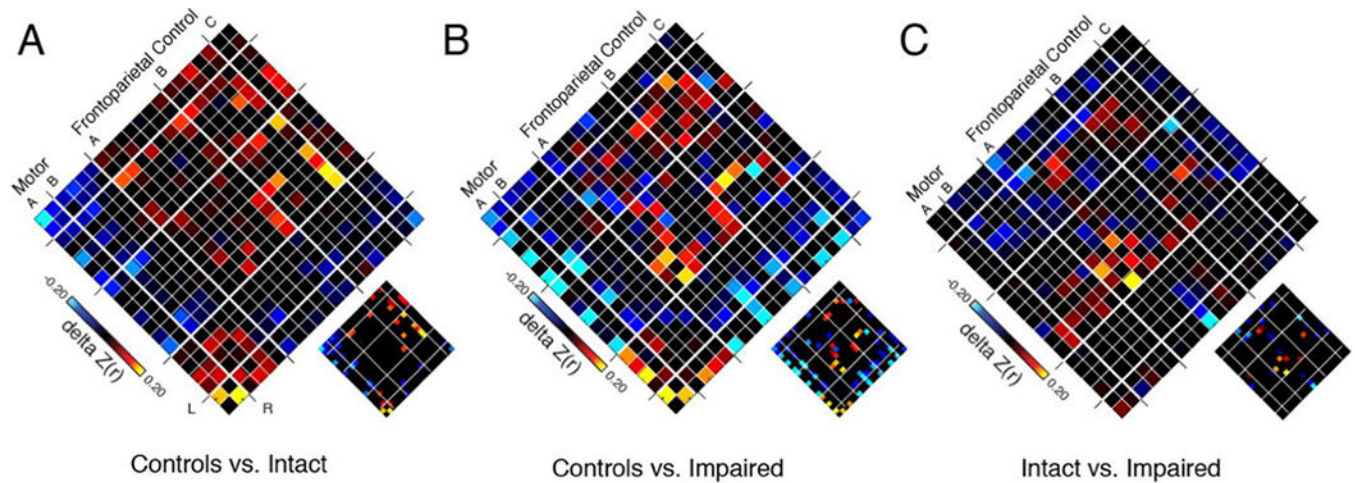 A
Motor
A
B
Frontoparietal Control
A
B
C
-0.20
delta Z(r)
0.20
L
R
Controls vs. Intact
B
Motor
A
B
Frontoparietal Control
A
B
C
-0.20
delta Z(r)
0.20
Controls vs. Impaired
C
Motor
A
B
Frontoparietal Control
A
B
C
-0.20
delta Z(r)
0.20
Intact vs. Impaired